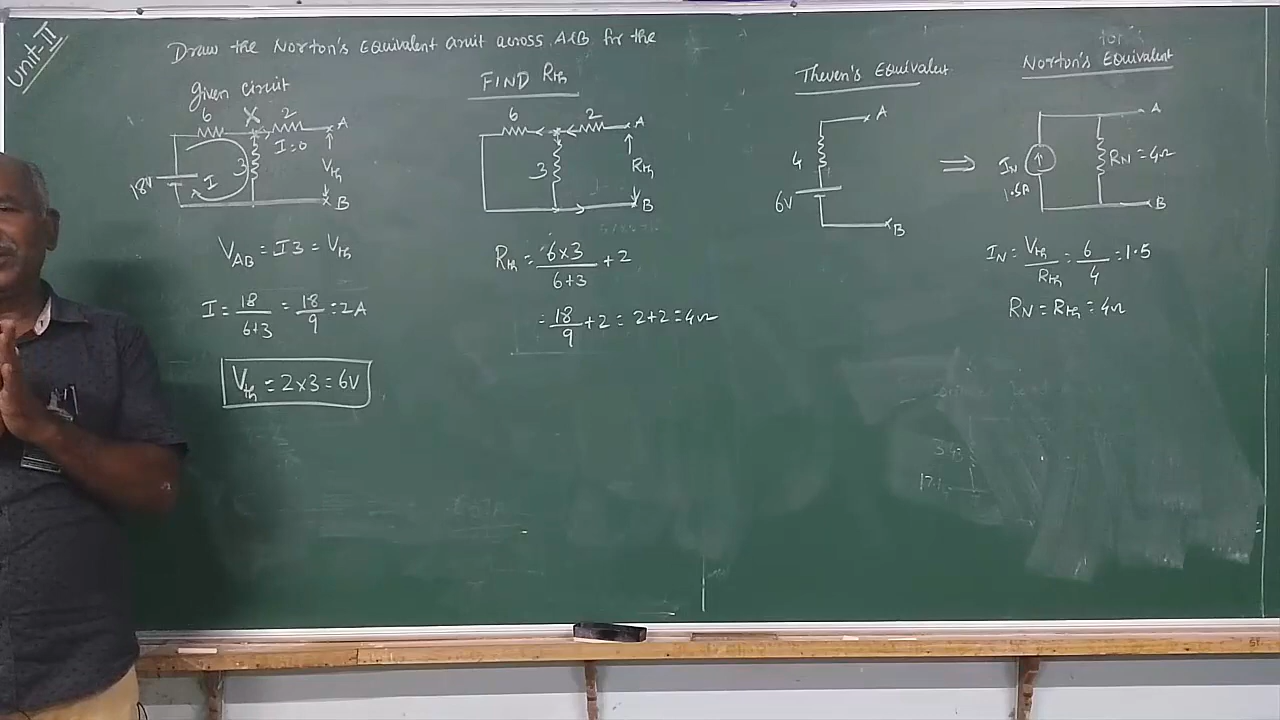 Unit-II
Draw the Norton's Equivalent Circuit across A&B for the
Given Circuit
6
X
2
A
I=0
3
Vth
18V
I
B
VAB = I3 = Vth
I = 18/(6+3) = 18/9 = 2A
Vth = 2×3 = 6V
FIND Rth
6
2
A
3
Rth
B
Rth = (6×3)/(6+3) + 2
= 18/9 + 2 = 2+2 = 4Ω
Theven's Equivalent
A
4
6V
B
⇒
Norton's Equivalent
A
IN
1.5A
RN = 4Ω
B
IN = Vth/Rth = 6/4 = 1.5
RN = Rth = 4Ω